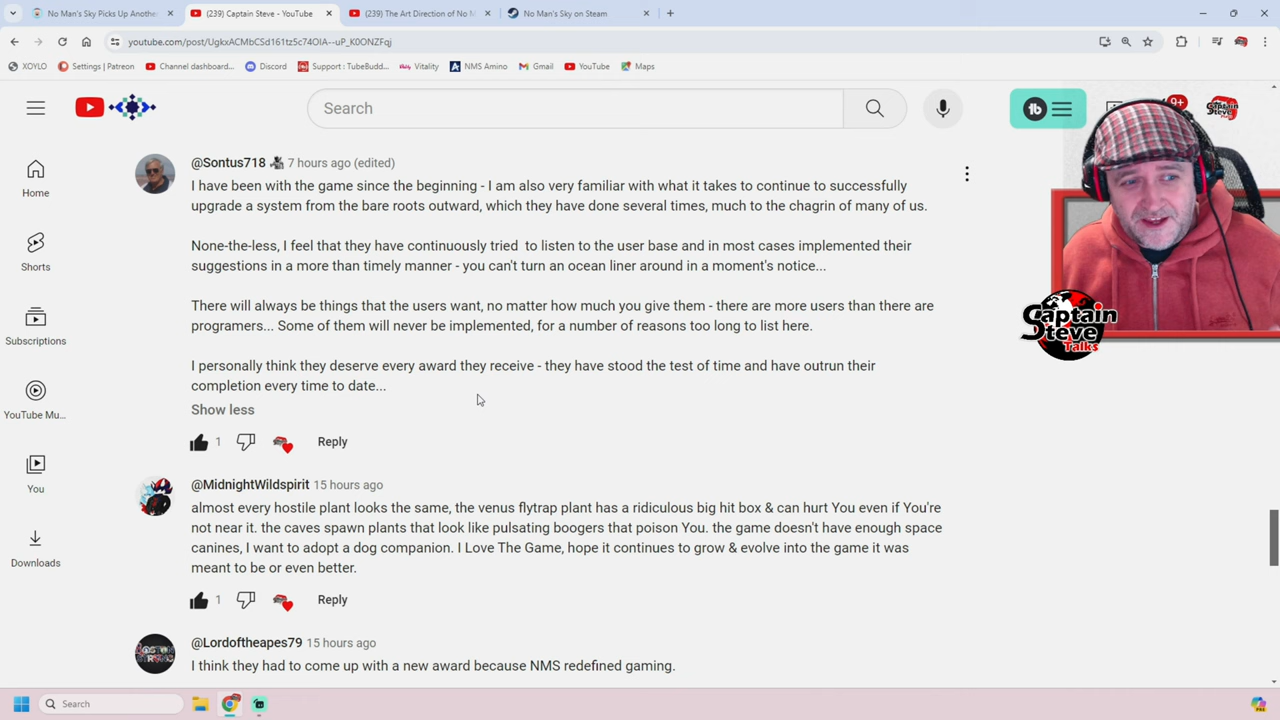 No Man's Sky Picks Up Anothe
(239) Captain Steve - YouTube
(239) The Art Direction of No M
No Man's Sky on Steam
youtube.com/post/UgkxACMbCSd161tz5c74OIA--uP_K0ONZFqj
XOYLO
Settings | Patreon
Channel dashboard...
Discord
Support : TubeBudd...
Vitality
NMS Amino
Gmail
YouTube
Maps
Search
tb
9+
Home
Shorts
Subscriptions
YouTube Mu...
You
Downloads
@Sontus718 7 hours ago (edited)
I have been with the game since the beginning - I am also very familiar with what it takes to continue to successfully
upgrade a system from the bare roots outward, which they have done several times, much to the chagrin of many of us.
None-the-less, I feel that they have continuously tried to listen to the user base and in most cases implemented their
suggestions in a more than timely manner - you can't turn an ocean liner around in a moment's notice...
There will always be things that the users want, no matter how much you give them - there are more users than there are
programers... Some of them will never be implemented, for a number of reasons too long to list here.
I personally think they deserve every award they receive - they have stood the test of time and have outrun their
completion every time to date...
Show less
1 Reply
@MidnightWildspirit 15 hours ago
almost every hostile plant looks the same, the venus flytrap plant has a ridiculous big hit box & can hurt You even if You're
not near it. the caves spawn plants that look like pulsating boogers that poison You. the game doesn't have enough space
canines, I want to adopt a dog companion. I Love The Game, hope it continues to grow & evolve into the game it was
meant to be or even better.
1 Reply
@Lordoftheapes79 15 hours ago
I think they had to come up with a new award because NMS redefined gaming.
Captain
Steve
Talks
Search